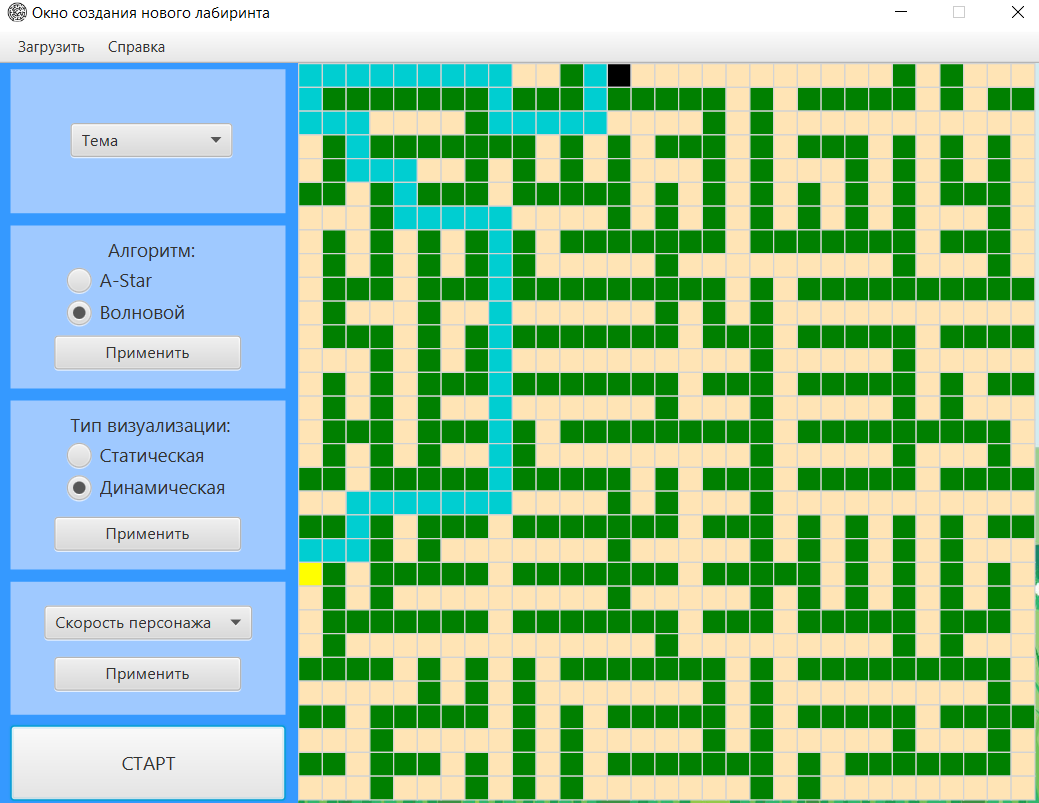 Окно создания нового лабиринта
Загрузить Справка
Тема
Алгоритм:
A-Star
Волновой
Применить
Тип визуализации:
Статическая
Динамическая
Применить
Скорость персонажа
Применить
СТАРТ